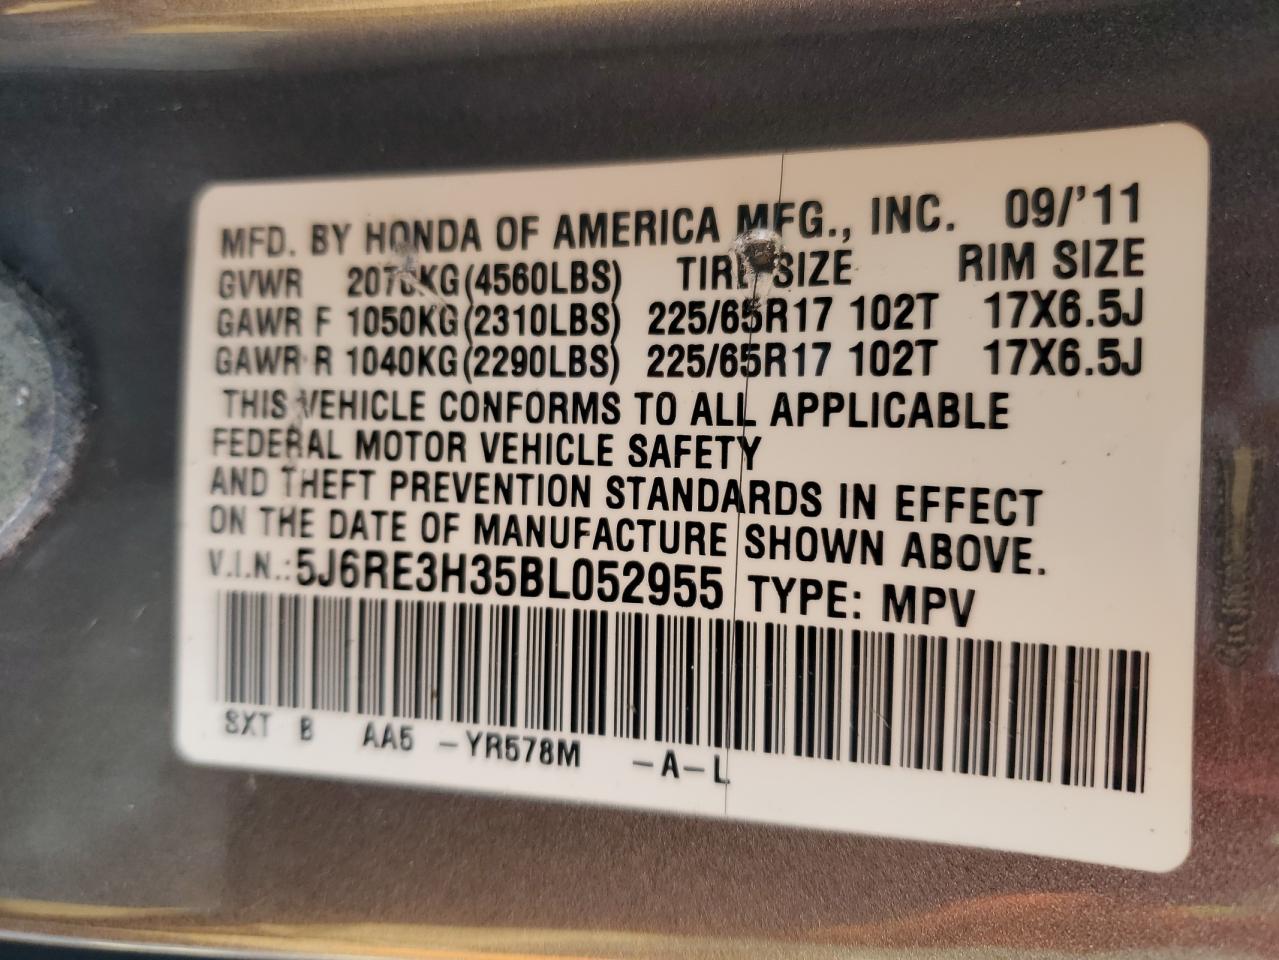 MFD. BY HONDA OF AMERICA MFG., INC. 09/'11
GVWR 2070KG(4560LBS) TIRE SIZE RIM SIZE
GAWR F 1050KG(2310LBS) 225/65R17 102T 17X6.5J
GAWR R 1040KG(2290LBS) 225/65R17 102T 17X6.5J
THIS VEHICLE CONFORMS TO ALL APPLICABLE
FEDERAL MOTOR VEHICLE SAFETY
AND THEFT PREVENTION STANDARDS IN EFFECT
ON THE DATE OF MANUFACTURE SHOWN ABOVE.
V.I.N.:5J6RE3H35BL052955 TYPE: MPV
SXT B AA5 -YR578M -A-L